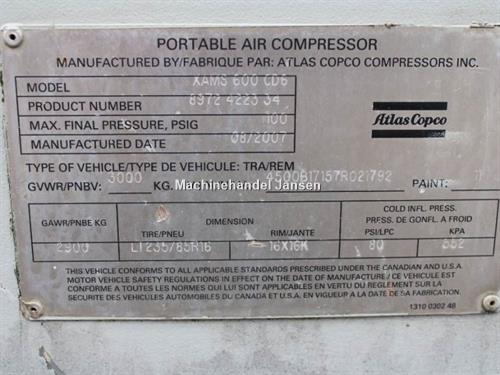 PORTABLE AIR COMPRESSOR
MANUFACTURED BY/FABRIQUE PAR: ATLAS COPCO COMPRESSORS INC.
MODEL XAMS 600 CD6
PRODUCT NUMBER 8972 4223 34
MAX. FINAL PRESSURE, PSIG 100
MANUFACTURED DATE 08/2007
Atlas Copco
TYPE OF VEHICLE/TYPE DE VEHICULE: TRA/REM
GVWR/PNBV: 3000 KG. 4500B17157R021792 PAINT:
Machinehandel Jansen
GAWR/PNBE KG DIMENSION COLD INFL. PRESS.
PRESS. DE GONFL. A FROID
TIRE/PNEU RIM/JANTE PSI/LPC KPA
2900 LT235/85R16 16X16K 80 552
THIS VEHICLE CONFORMS TO ALL APPLICABLE STANDARDS PRESCRIBED UNDER THE CANADIAN AND U.S.A
MOTOR VEHICLE SAFETY REGULATIONS IN EFFECT ON THE DATE OF MANUFACTURE / CE VEHICULE EST
CONFORME A TOUTES LES NORMES QUI LUI SONT APPLICABLES EN VERTU DU REGLEMENT SUR LA
SECURITE DES VEHICULES AUTOMOBILES DU CANADA ET U.S.A. EN VIGUEUR A LA DATE DE SA FABRICATION.
1310 0302 48